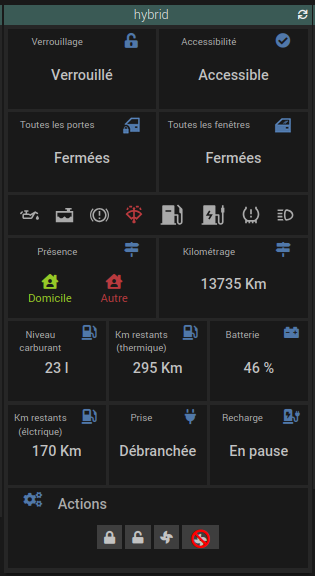 hybrid
Verrouillage
Accessibilité
Verrouillé
Accessible
Toutes les portes
Toutes les fenêtres
Fermées
Fermées
Présence
Kilométrage
Domicile
Autre
13735 Km
Niveau
carburant
Km restants
(thermique)
Batterie
23 l
295 Km
46 %
Km restants
(élctrique)
Prise
Recharge
170 Km
Débranchée
En pause
Actions